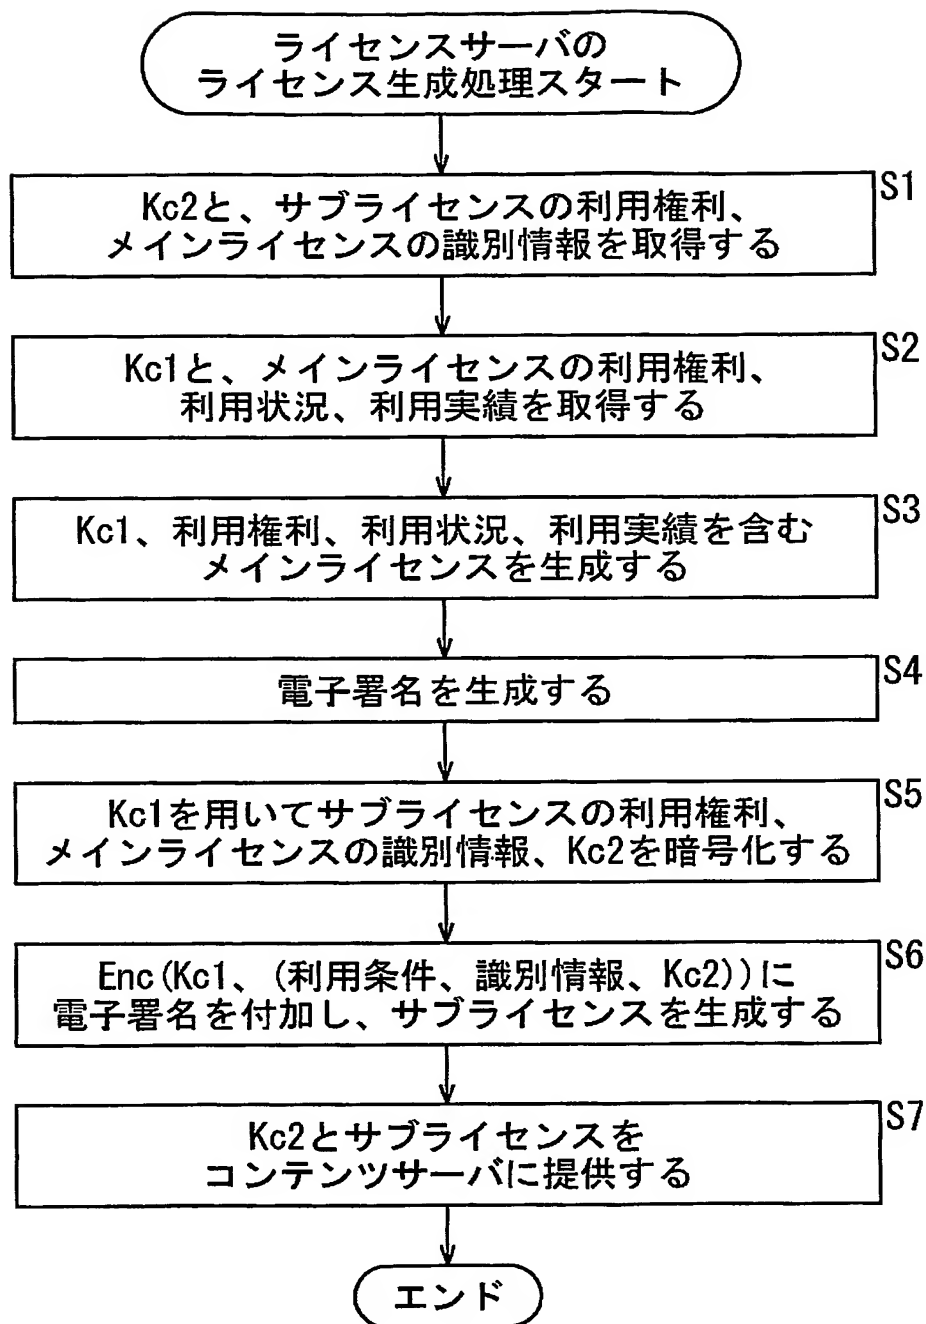 ライセンスサーバの
ライセンス生成処理スタート
S1
Kc2と、サブライセンスの利用権利、
メインライセンスの識別情報を取得する
S2
Kc1と、メインライセンスの利用権利、
利用状況、利用実績を取得する
S3
Kc1、利用権利、利用状況、利用実績を含む
メインライセンスを生成する
S4
電子署名を生成する
S5
Kc1を用いてサブライセンスの利用権利、
メインライセンスの識別情報、Kc2を暗号化する
S6
Enc(Kc1、(利用条件、識別情報、Kc2))に
電子署名を付加し、サブライセンスを生成する
S7
Kc2とサブライセンスを
コンテンツサーバに提供する
エンド